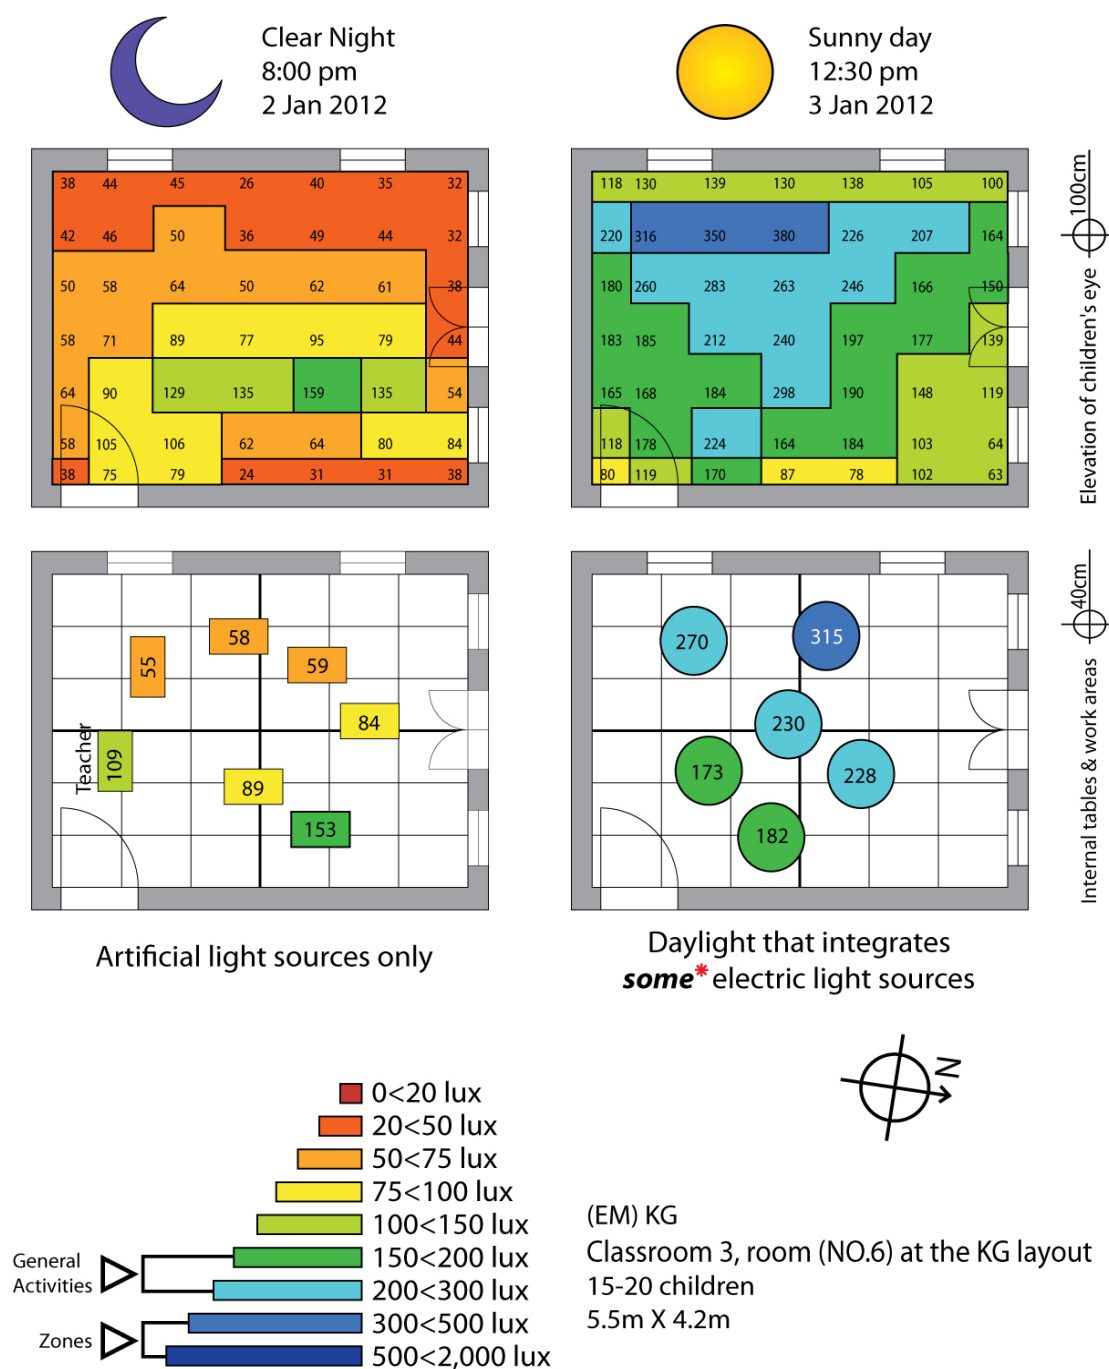 Clear Night
8:00 pm
2 Jan 2012
Sunny day
12:30 pm
3 Jan 2012
38 44 45 26 40 35 32
42 46 50 36 49 44 32
50 58 64 50 62 61 38
58 71 89 77 95 79 44
64 90 129 135 159 135 54
58 105 106 62 64 80 84
38 75 79 24 31 31 38
118 130 139 130 138 105 100
220 316 350 380 226 207 164
180 260 283 263 246 166 150
183 185 212 240 197 177 139
165 168 184 298 190 148 119
118 178 224 164 184 103 64
80 119 170 87 78 102 63
100cm
Elevation of children's eye
58
55
59
84
Teacher
109
89
153
270
315
230
173
228
182
40cm
Internal tables & work areas
Artificial light sources only
Daylight that integrates
some* electric light sources
N
0<20 lux
20<50 lux
50<75 lux
75<100 lux
100<150 lux
150<200 lux
200<300 lux
300<500 lux
500<2,000 lux
General
Activities
Zones
(EM) KG
Classroom 3, room (NO.6) at the KG layout
15-20 children
5.5m X 4.2m